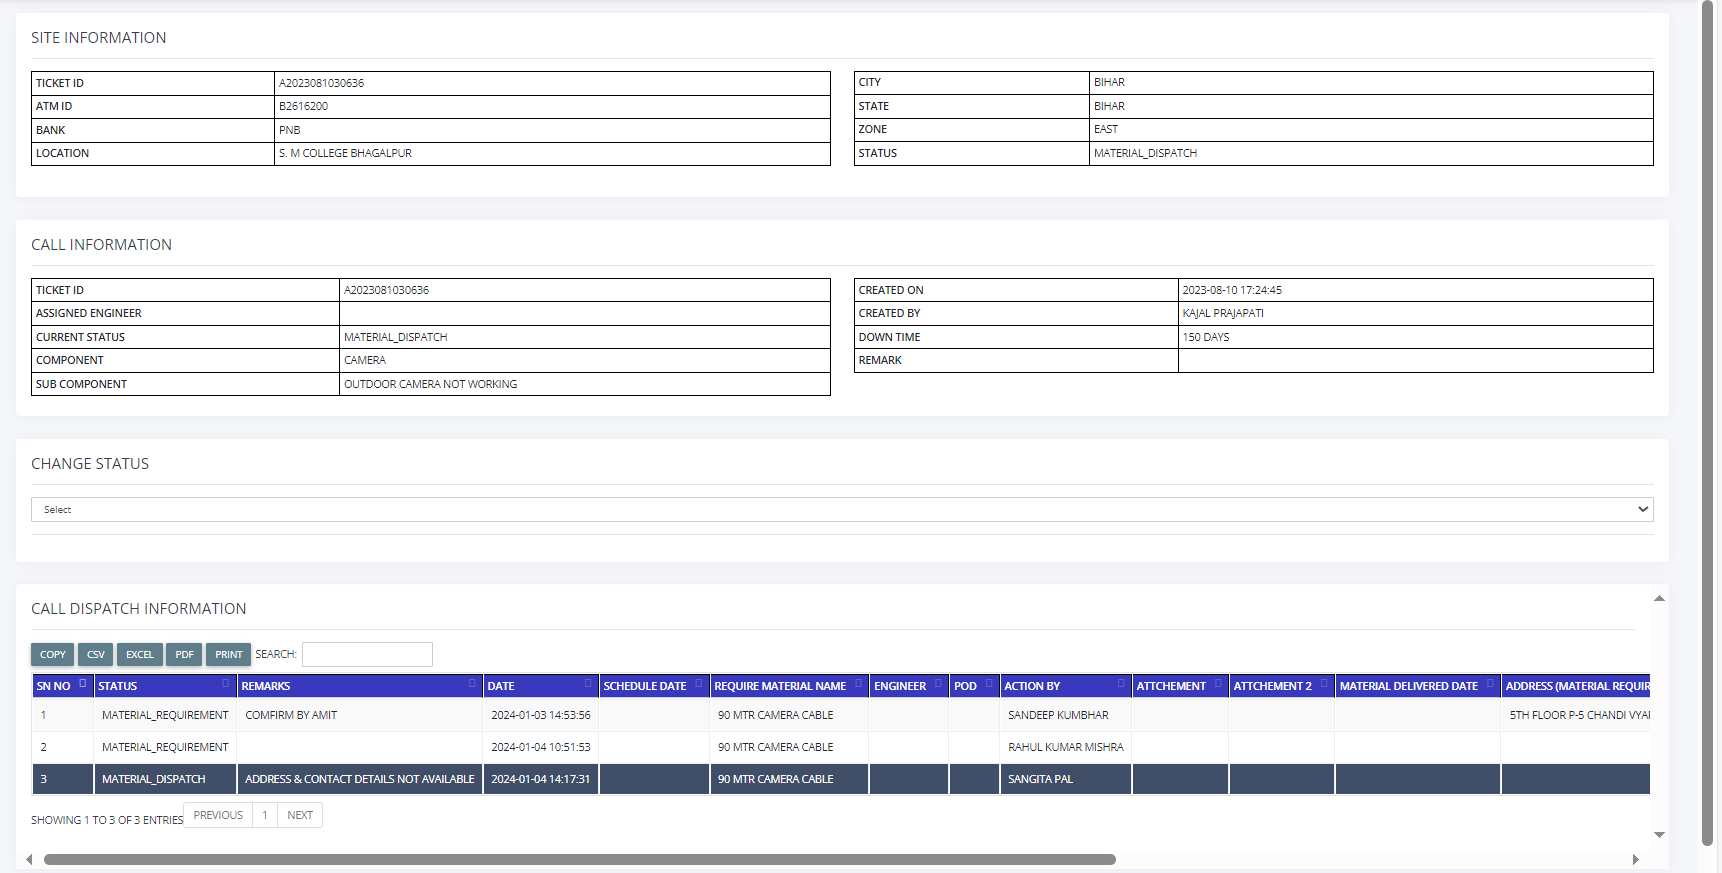 SITE INFORMATION
TICKET ID A2023081030636
ATM ID B2616200
BANK PNB
LOCATION S. M COLLEGE BHAGALPUR
CITY BIHAR
STATE BIHAR
ZONE EAST
STATUS MATERIAL_DISPATCH
CALL INFORMATION
TICKET ID A2023081030636
ASSIGNED ENGINEER
CURRENT STATUS MATERIAL_DISPATCH
COMPONENT CAMERA
SUB COMPONENT OUTDOOR CAMERA NOT WORKING
CREATED ON 2023-08-10 17:24:45
CREATED BY KAJAL PRAJAPATI
DOWN TIME 150 DAYS
REMARK
CHANGE STATUS
Select
CALL DISPATCH INFORMATION
COPY CSV EXCEL PDF PRINT SEARCH:
SN NO STATUS REMARKS DATE SCHEDULE DATE REQUIRE MATERIAL NAME ENGINEER POD ACTION BY ATTCHEMENT ATTCHEMENT 2 MATERIAL DELIVERED DATE ADDRESS (MATERIAL REQUIR
1 MATERIAL_REQUIREMENT COMFIRM BY AMIT 2024-01-03 14:53:56 90 MTR CAMERA CABLE SANDEEP KUMBHAR 5TH FLOOR P-5 CHANDI VYA
2 MATERIAL_REQUIREMENT 2024-01-04 10:51:53 90 MTR CAMERA CABLE RAHUL KUMAR MISHRA
3 MATERIAL_DISPATCH ADDRESS & CONTACT DETAILS NOT AVAILABLE 2024-01-04 14:17:31 90 MTR CAMERA CABLE SANGITA PAL
SHOWING 1 TO 3 OF 3 ENTRIES PREVIOUS 1 NEXT